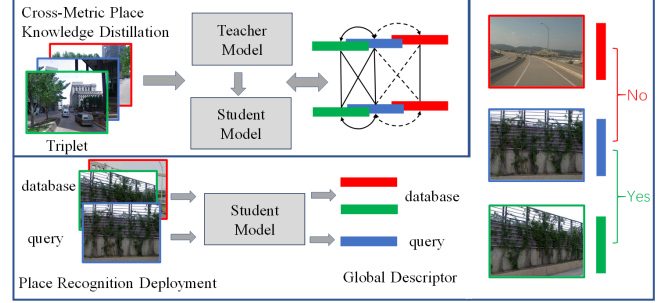 Cross-Metric Place
Knowledge Distillation
Teacher
Model
Student
Model
Triplet
No
Yes
database
query
Student
Model
database
query
Place Recognition Deployment
Global Descriptor